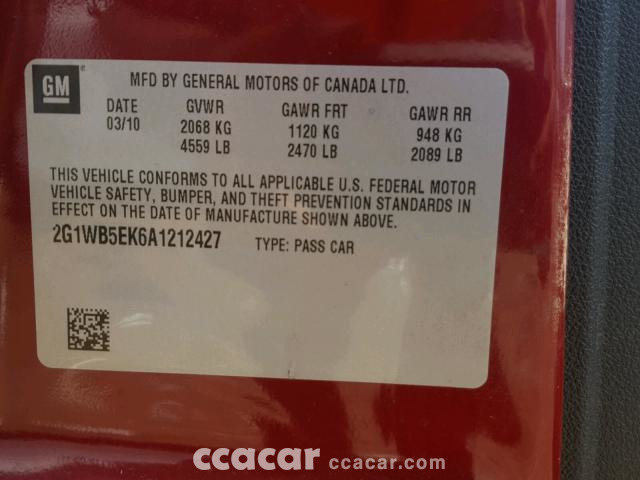 GM
MFD BY GENERAL MOTORS OF CANADA LTD.
DATE GVWR GAWR FRT GAWR RR
03/10 2068 KG 1120 KG 948 KG
4559 LB 2470 LB 2089 LB
THIS VEHICLE CONFORMS TO ALL APPLICABLE U.S. FEDERAL MOTOR
VEHICLE SAFETY, BUMPER, AND THEFT PREVENTION STANDARDS IN
EFFECT ON THE DATE OF MANUFACTURE SHOWN ABOVE.
2G1WB5EK6A1212427 TYPE: PASS CAR
ccacar ccacar.com